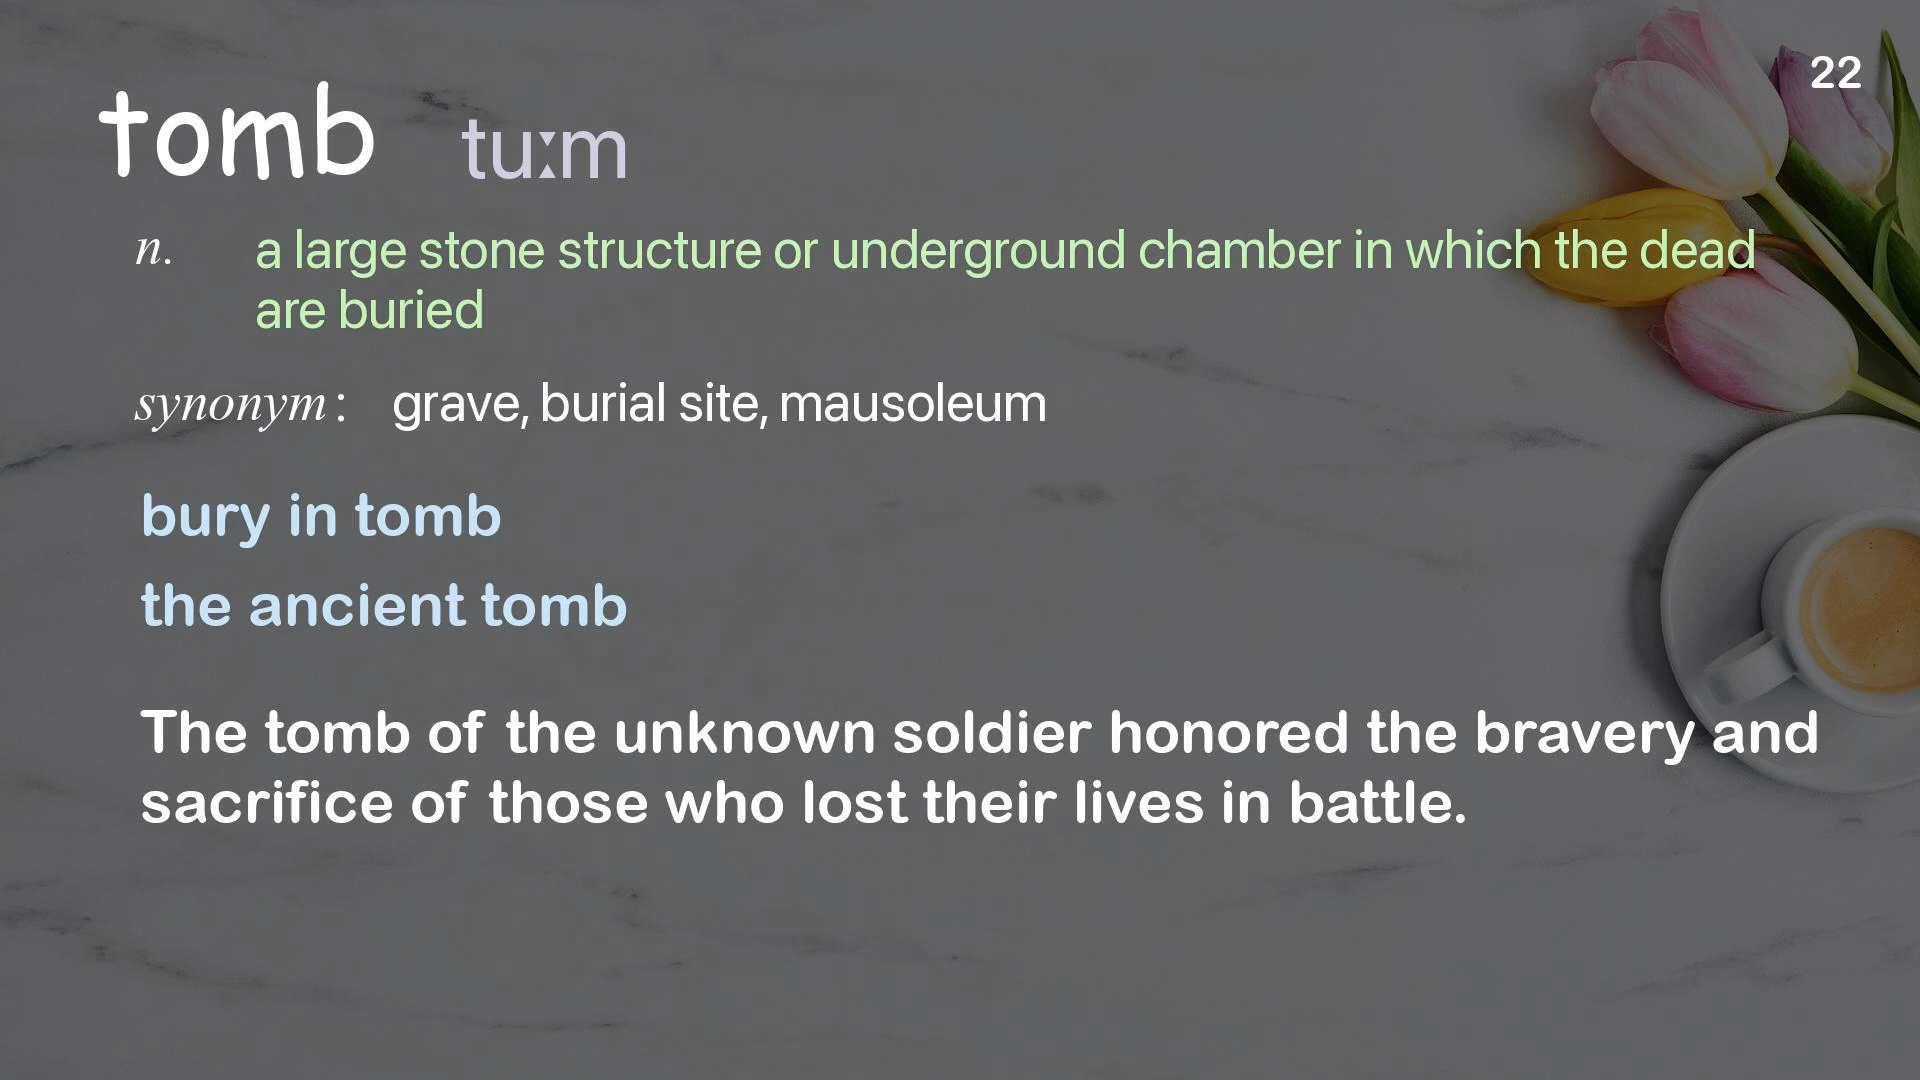 22
tomb tuːm
n. a large stone structure or underground chamber in which the dead
are buried
synonym: grave, burial site, mausoleum
bury in tomb
the ancient tomb
The tomb of the unknown soldier honored the bravery and
sacrifice of those who lost their lives in battle.